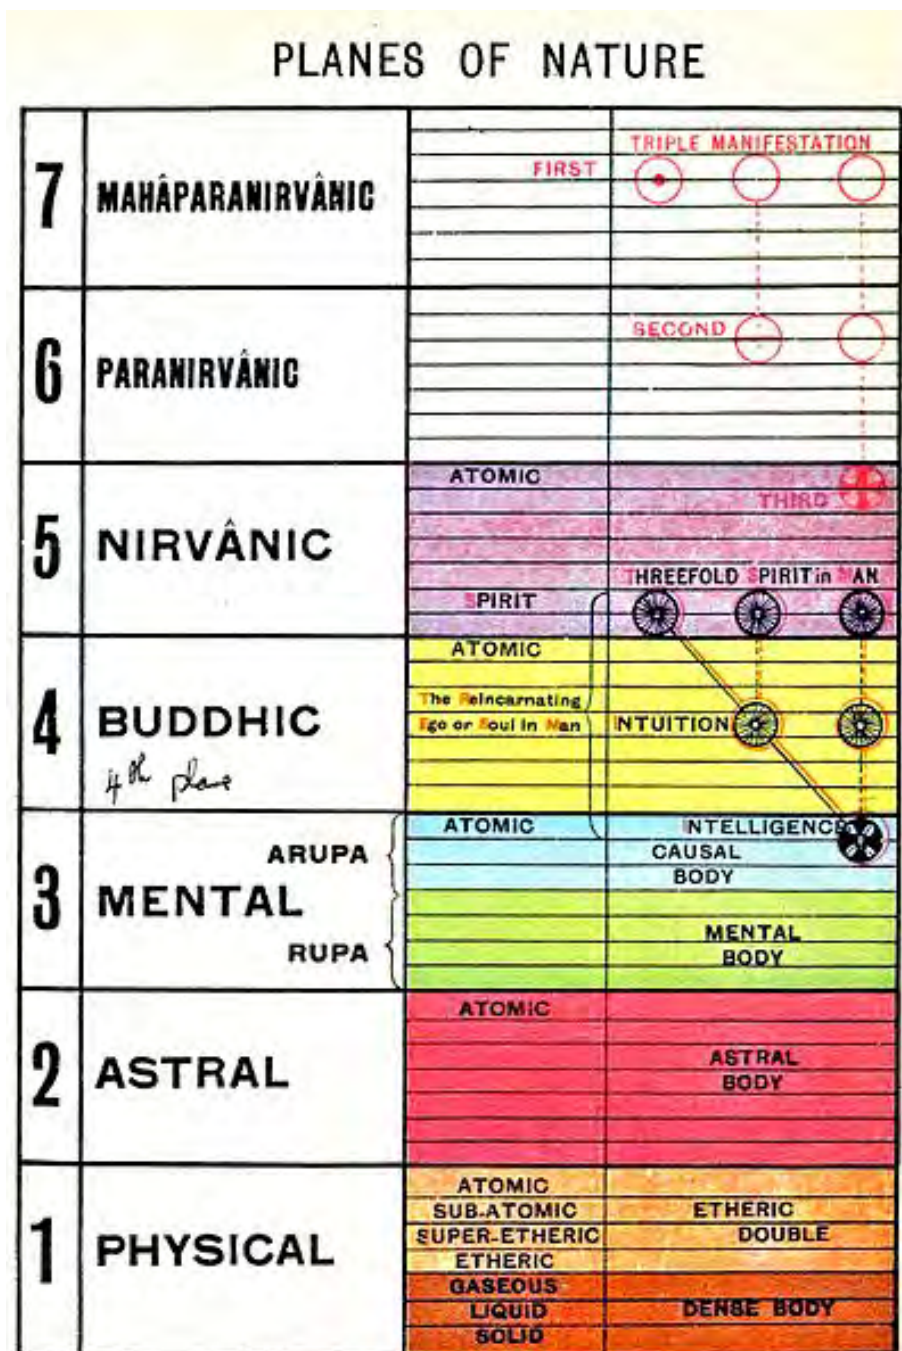 PLANES OF NATURE
7
MAHÂPARANIRVÂNIC
TRIPLE MANIFESTATION
FIRST
6
PARANIRVÂNIC
SECOND
5
NIRVÂNIC
ATOMIC
THIRD
THREEFOLD SPIRIT in MAN
SPIRIT
4
BUDDHIC
4th plane
ATOMIC
The Reincarnating
Ego or Soul in Man
INTUITION
3
ARUPA
MENTAL
RUPA
ATOMIC
INTELLIGENCE
CAUSAL
BODY
MENTAL
BODY
2
ASTRAL
ATOMIC
ASTRAL
BODY
1
PHYSICAL
ATOMIC
SUB-ATOMIC
SUPER-ETHERIC
ETHERIC
GASEOUS
LIQUID
SOLID
ETHERIC
DOUBLE
DENSE BODY